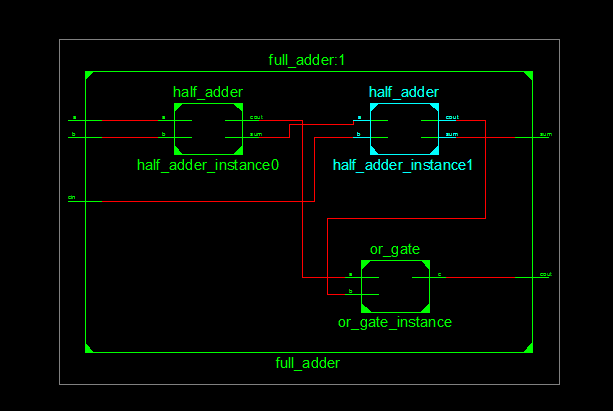 full_adder:1
half_adder
half_adder
a
a
cout
a
cout
b
b
sum
b
sum
sum
half_adder_instance0
half_adder_instance1
cin
or_gate
a
c
cout
b
or_gate_instance
full_adder